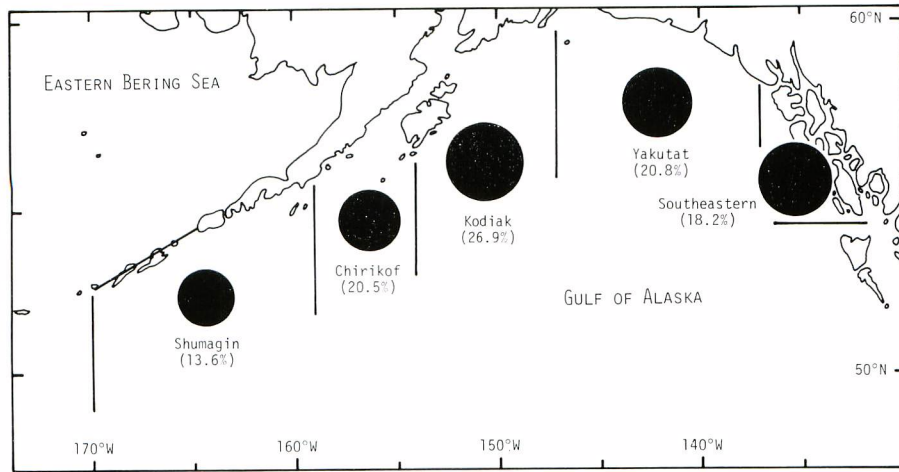 60°N
EASTERN BERING SEA
Yakutat
(20.8%)
Southeastern
(18.2%)
Kodiak
(26.9%)
Chirikof
(20.5%)
GULF OF ALASKA
Shumagin
(13.6%)
50°N
170°W
160°W
150°W
140°W